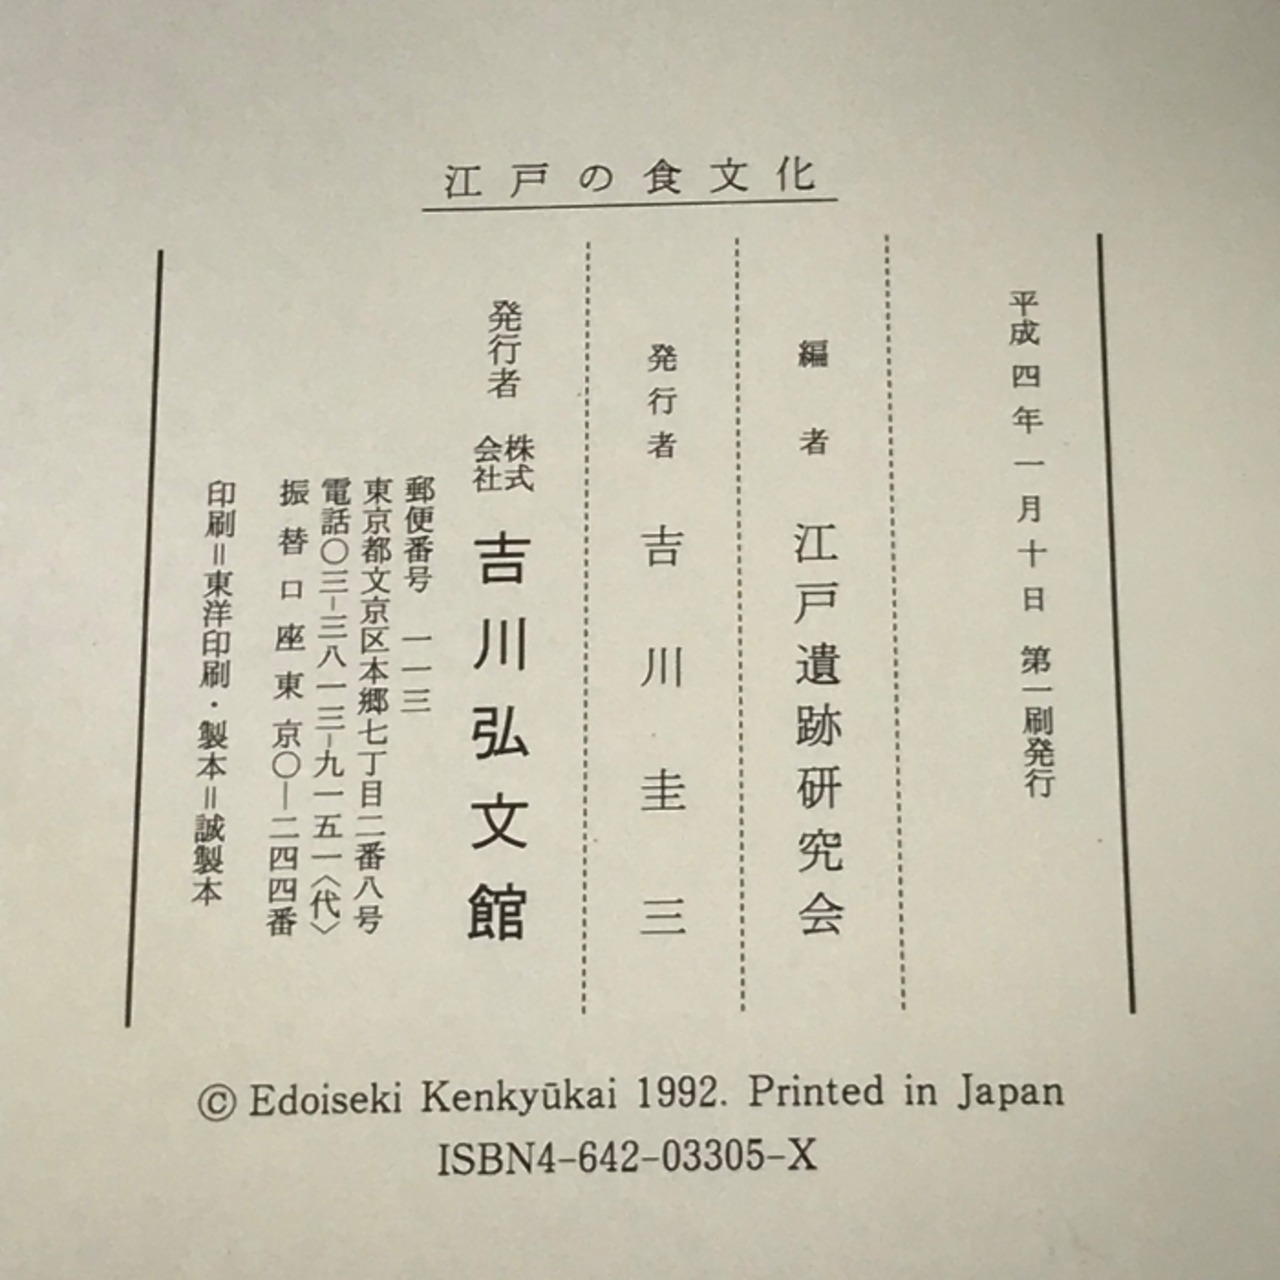 江戸の食文化
平成四年一月十日 第一刷発行
編者 江戸遺跡研究会
発行者 吉川圭三
発行者 株式会社 吉川弘文館
郵便番号 一一三
東京都文京区本郷七丁目二番八号
電話〇三-三八一三-九一五一〈代〉
振替口座東京〇―二四四番
印刷=東洋印刷・製本=誠製本
© Edoiseki Kenkyūkai 1992. Printed in Japan
ISBN4-642-03305-X